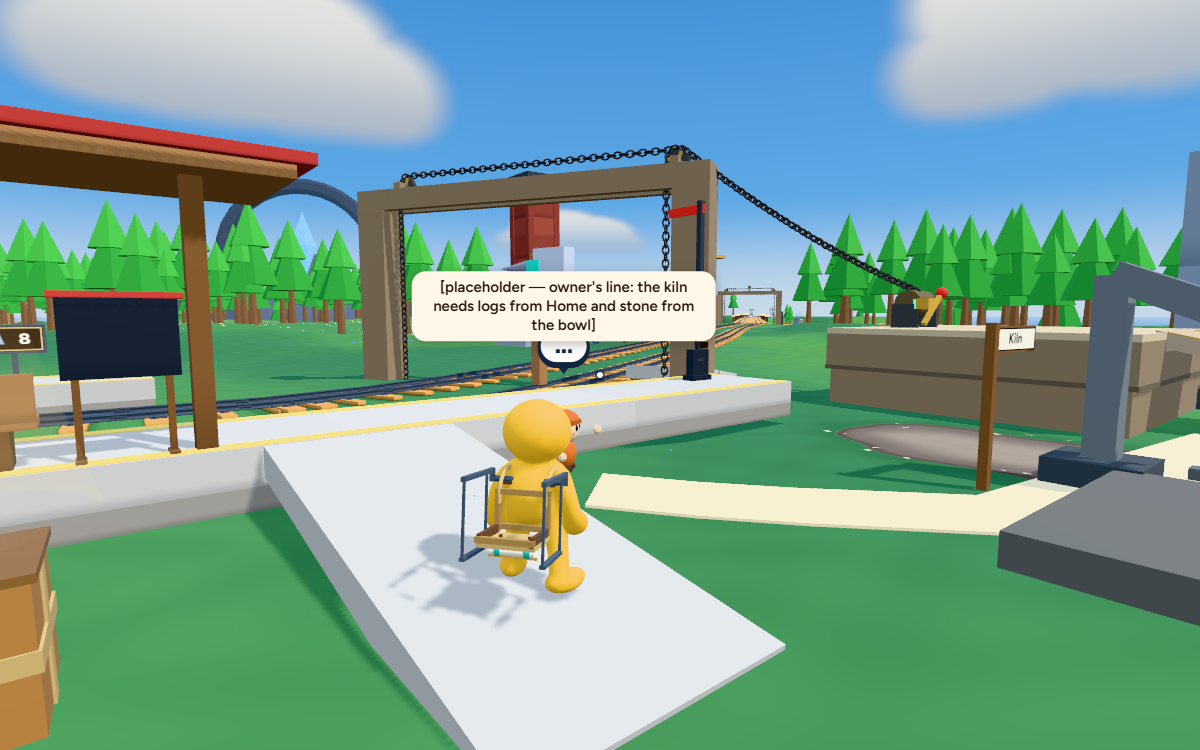 [placeholder — owner's line: the kiln
needs logs from Home and stone from
the bowl]
...
8
Kiln